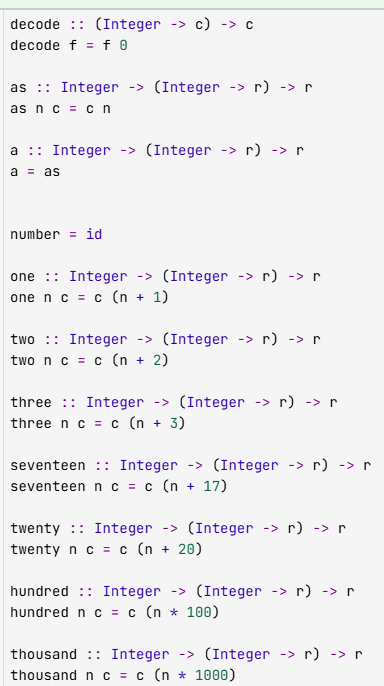 decode :: (Integer -> c) -> c
decode f = f 0
as :: Integer -> (Integer -> r) -> r
as n c = c n
a :: Integer -> (Integer -> r) -> r
a = as
number = id
one :: Integer -> (Integer -> r) -> r
one n c = c (n + 1)
two :: Integer -> (Integer -> r) -> r
two n c = c (n + 2)
three :: Integer -> (Integer -> r) -> r
three n c = c (n + 3)
seventeen :: Integer -> (Integer -> r) -> r
seventeen n c = c (n + 17)
twenty :: Integer -> (Integer -> r) -> r
twenty n c = c (n + 20)
hundred :: Integer -> (Integer -> r) -> r
hundred n c = c (n * 100)
thousand :: Integer -> (Integer -> r) -> r
thousand n c = c (n * 1000)